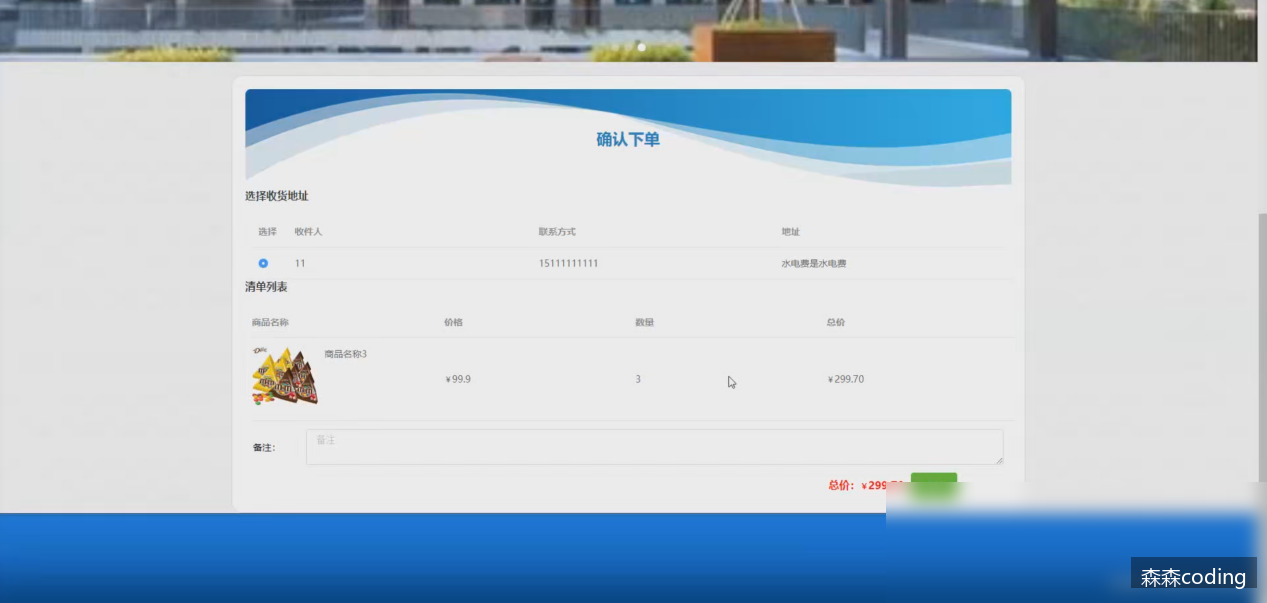 确认下单
选择收货地址
选择 收件人 联系方式 地址
11 15111111111 水电费是水电费
清单列表
商品名称 价格 数量 总价
商品名称3
¥99.9 3 ¥299.70
备注: 备注
总价: ¥299
森森coding